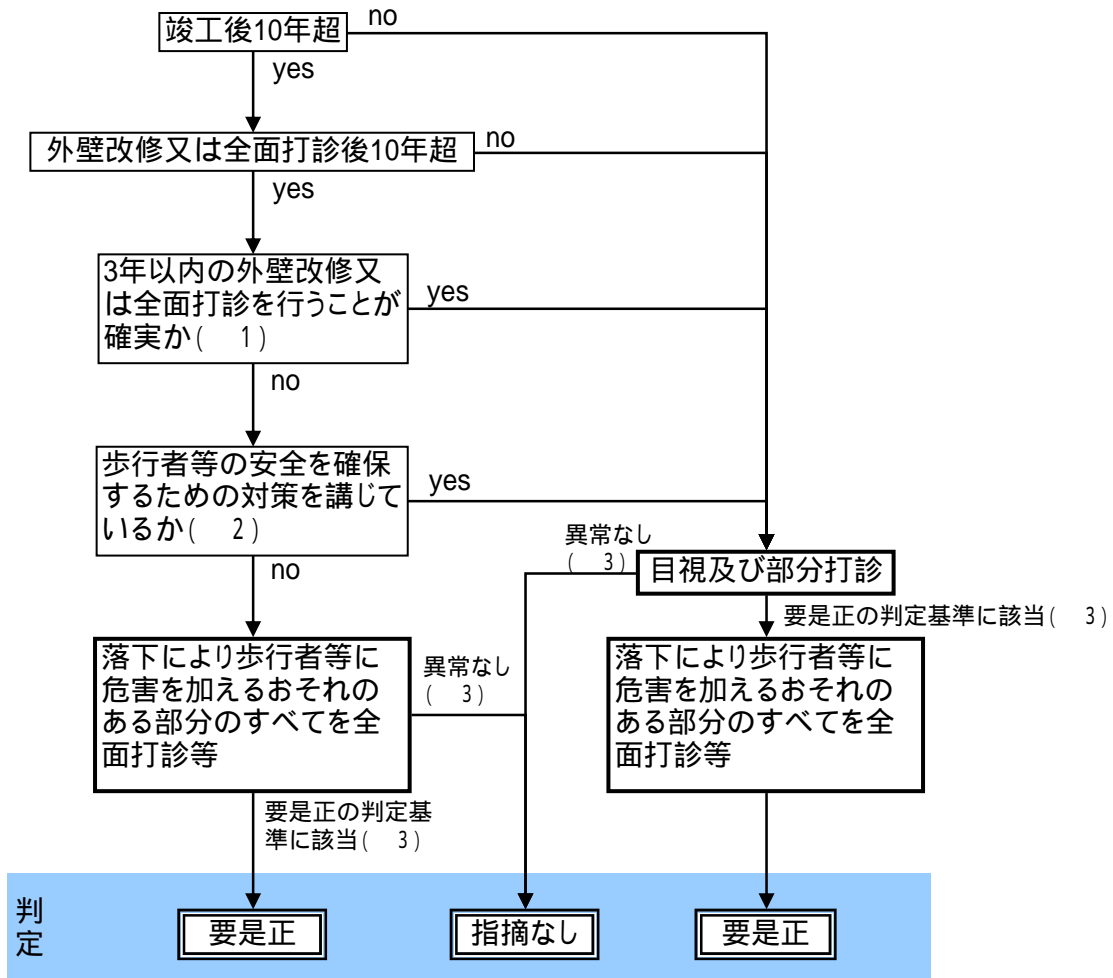 竣工後10年超
no
yes
外壁改修又は全面打診後10年超
no
yes
3年以内の外壁改修又
は全面打診を行うことが
確実か( 1)
yes
no
歩行者等の安全を確保
するための対策を講じて
いるか( 2)
yes
no
異常なし
( 3)
目視及び部分打診
要是正の判定基準に該当( 3)
落下により歩行者等に
危害を加えるおそれの
ある部分のすべてを全
面打診等
異常なし
( 3)
落下により歩行者等に
危害を加えるおそれの
ある部分のすべてを全
面打診等
要是正の判定基
準に該当( 3)
判
定
要是正
指摘なし
要是正